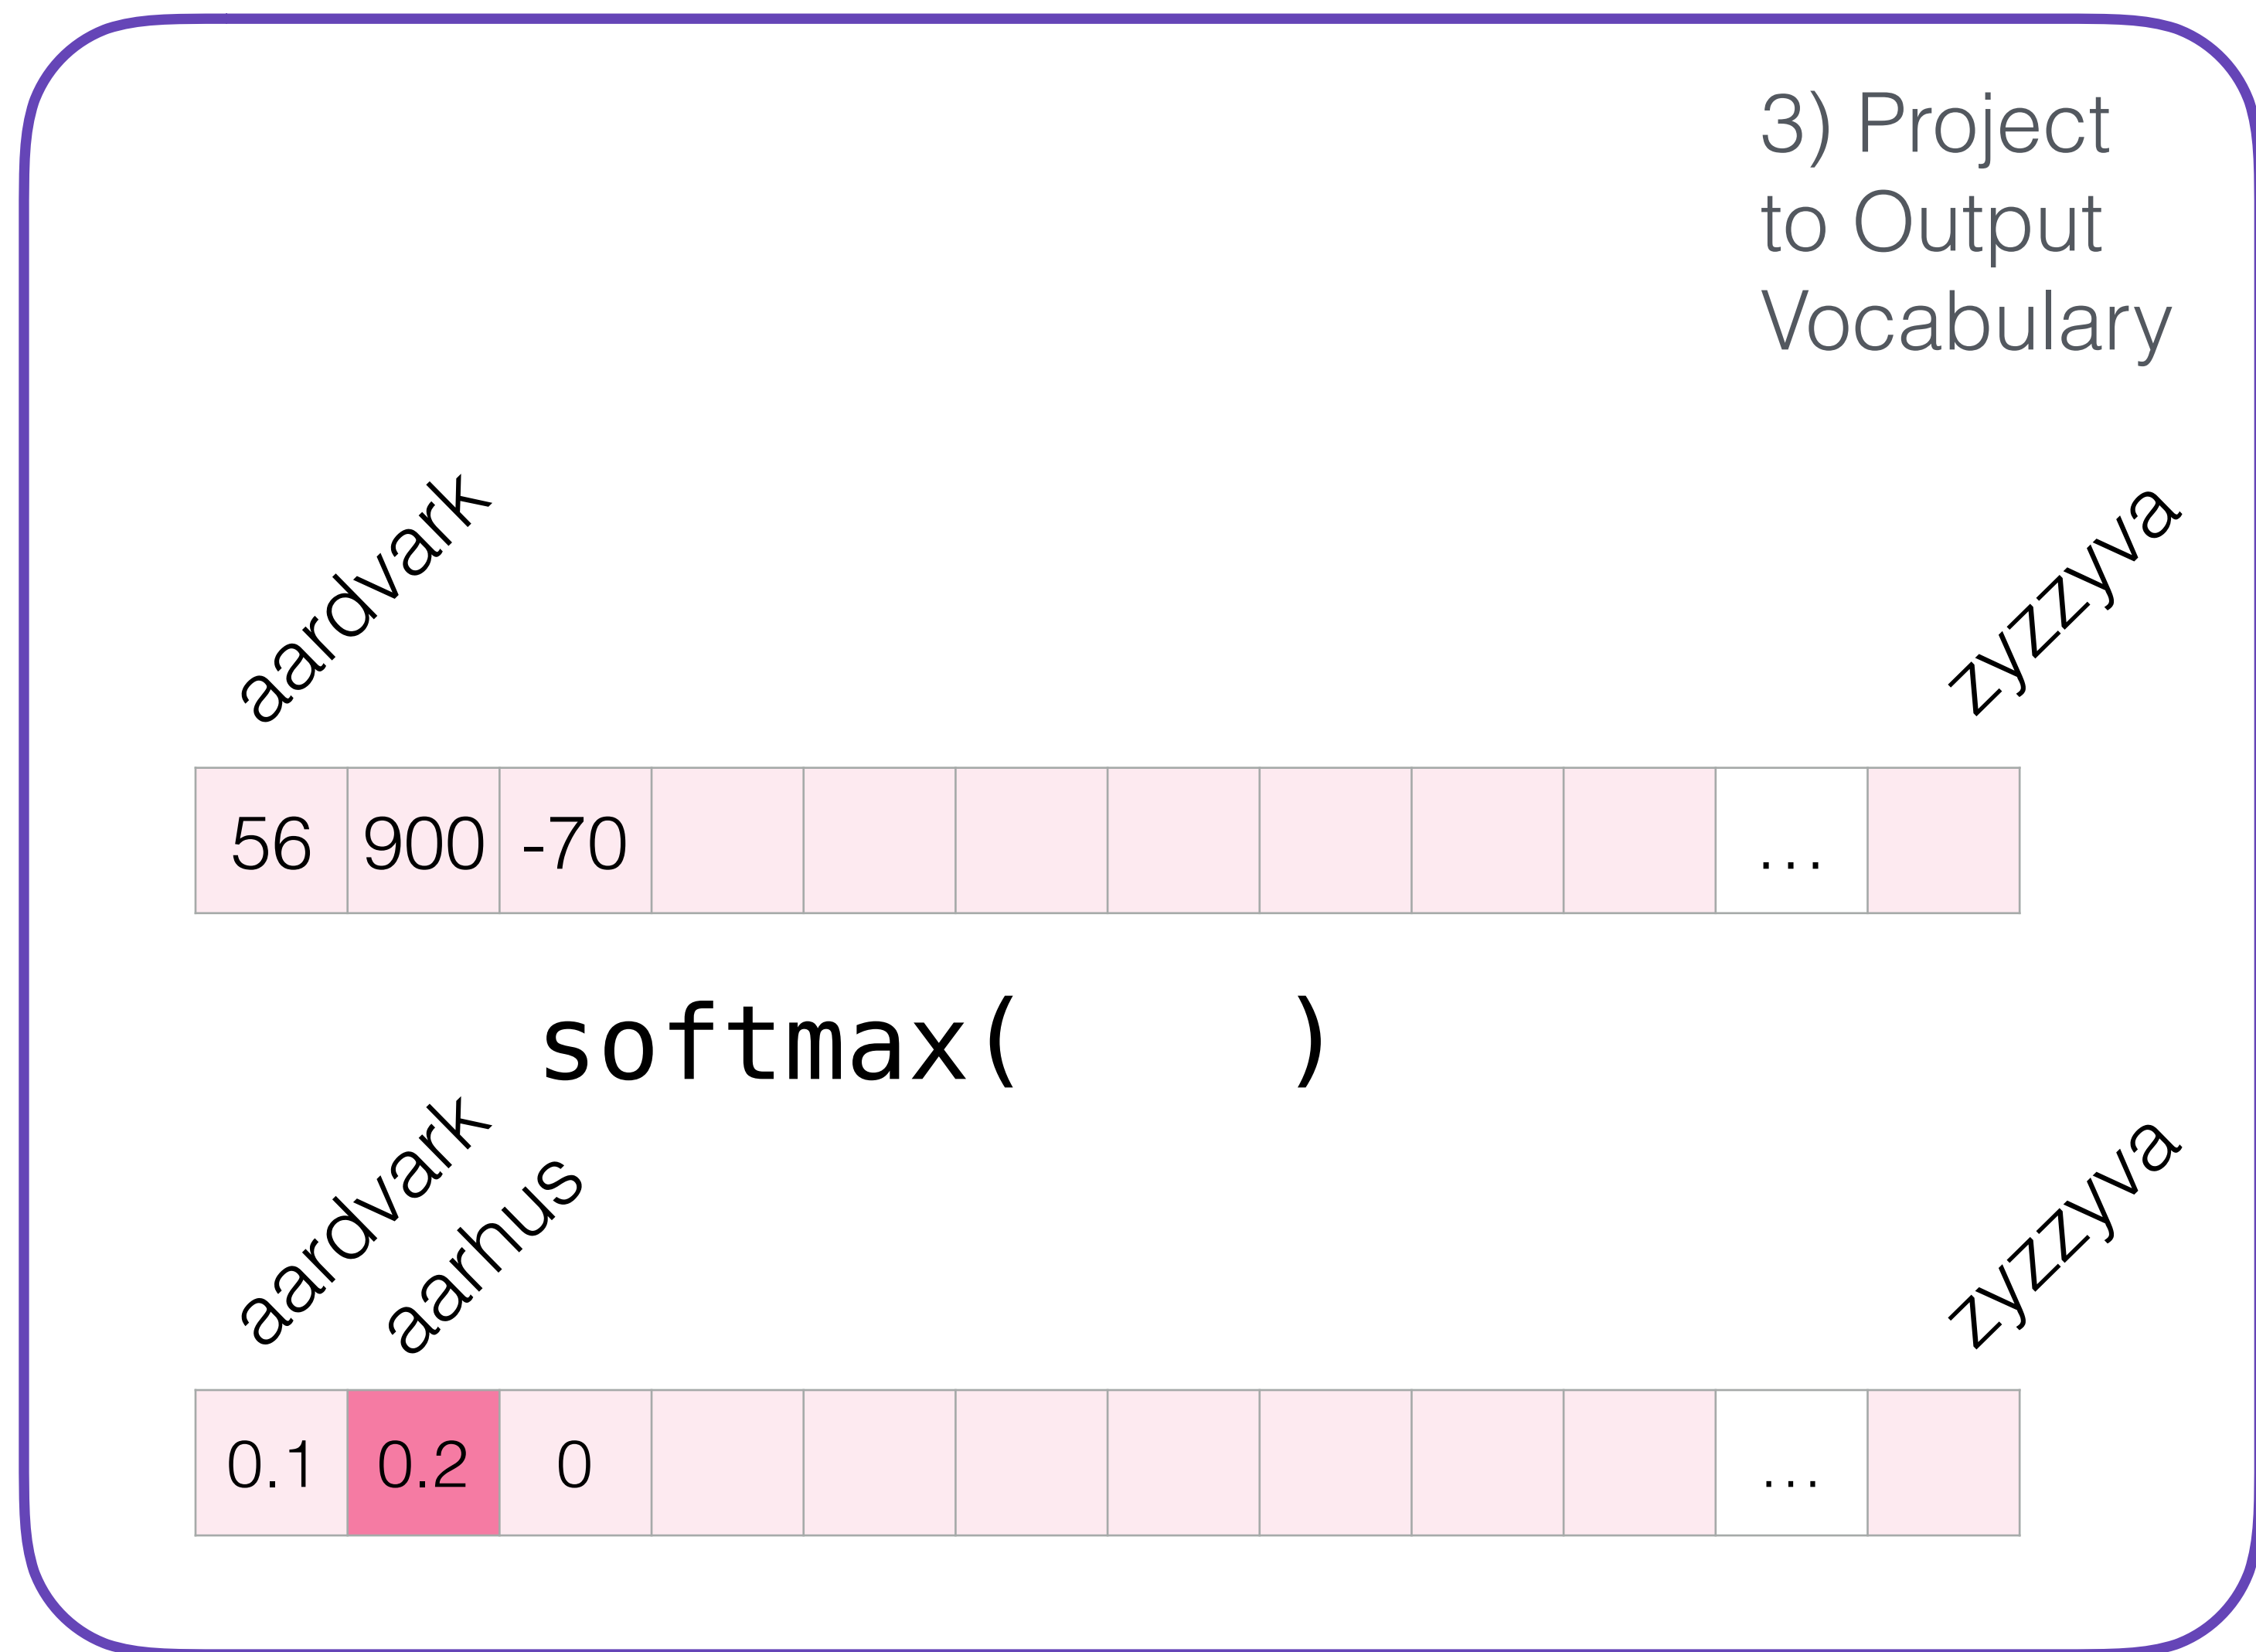 3) Project
to Output
Vocabulary
aardvark
zyzzyva
56 900 -70 ...
softmax( )
aardvark
aarhus
zyzzyva
0.1 0.2 0 ...